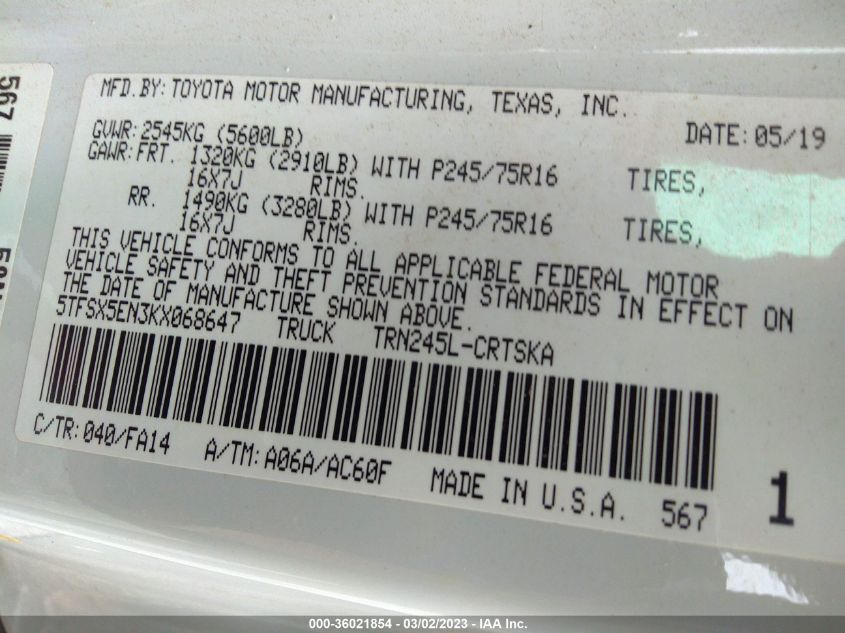 MFD.BY: TOYOTA MOTOR MANUFACTURING, TEXAS, INC.
DATE: 05/19
GVWR: 2545KG (5600LB)
GAWR: FRT. 1320KG (2910LB) WITH P245/75R16 TIRES,
16X7J RIMS.
RR. 1490KG (3280LB) WITH P245/75R16 TIRES,
16X7J RIMS.
THIS VEHICLE CONFORMS TO ALL APPLICABLE FEDERAL MOTOR
VEHICLE SAFETY AND THEFT PREVENTION STANDARDS IN EFFECT ON
THE DATE OF MANUFACTURE SHOWN ABOVE.
5TFSX5EN3KX068647 TRUCK TRN245L-CRTSKA
C/TR: 040/FA14 A/TM: A06A/AC60F MADE IN U.S.A. 567
1
567
000-36021854 — 03/02/2023 — IAA Inc.